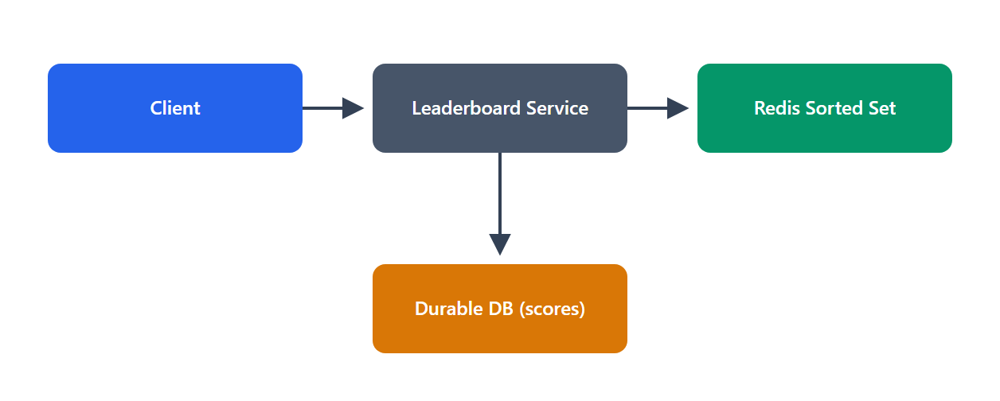 Client
Leaderboard Service
Redis Sorted Set
Durable DB (scores)